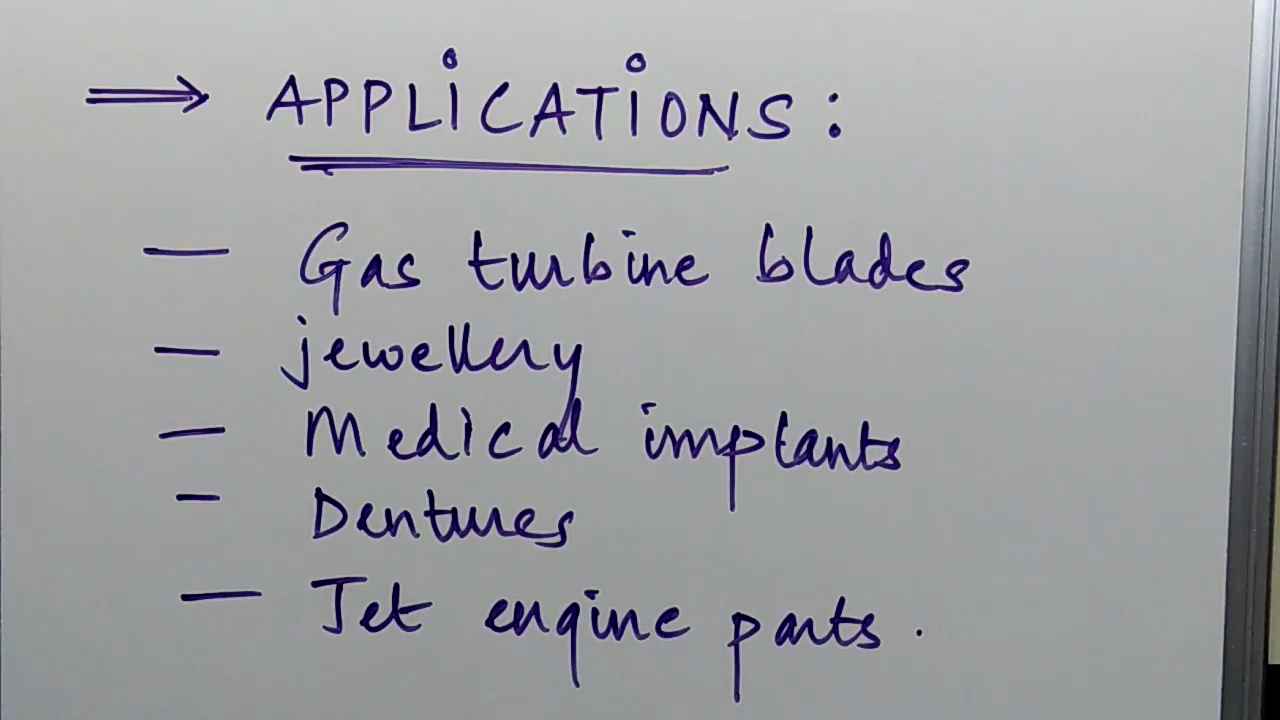 ⇒ APPLiCATiONS:
— Gas turbine blades
— jewellery
— Medical implants
— Dentures
— Jet engine parts.